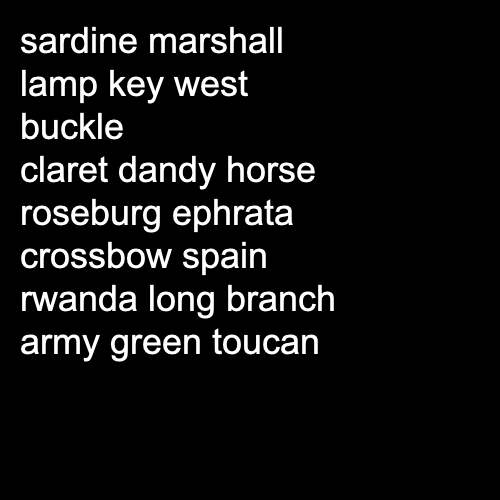 sardine marshall
lamp key west
buckle
claret dandy horse
roseburg ephrata
crossbow spain
rwanda long branch
army green toucan